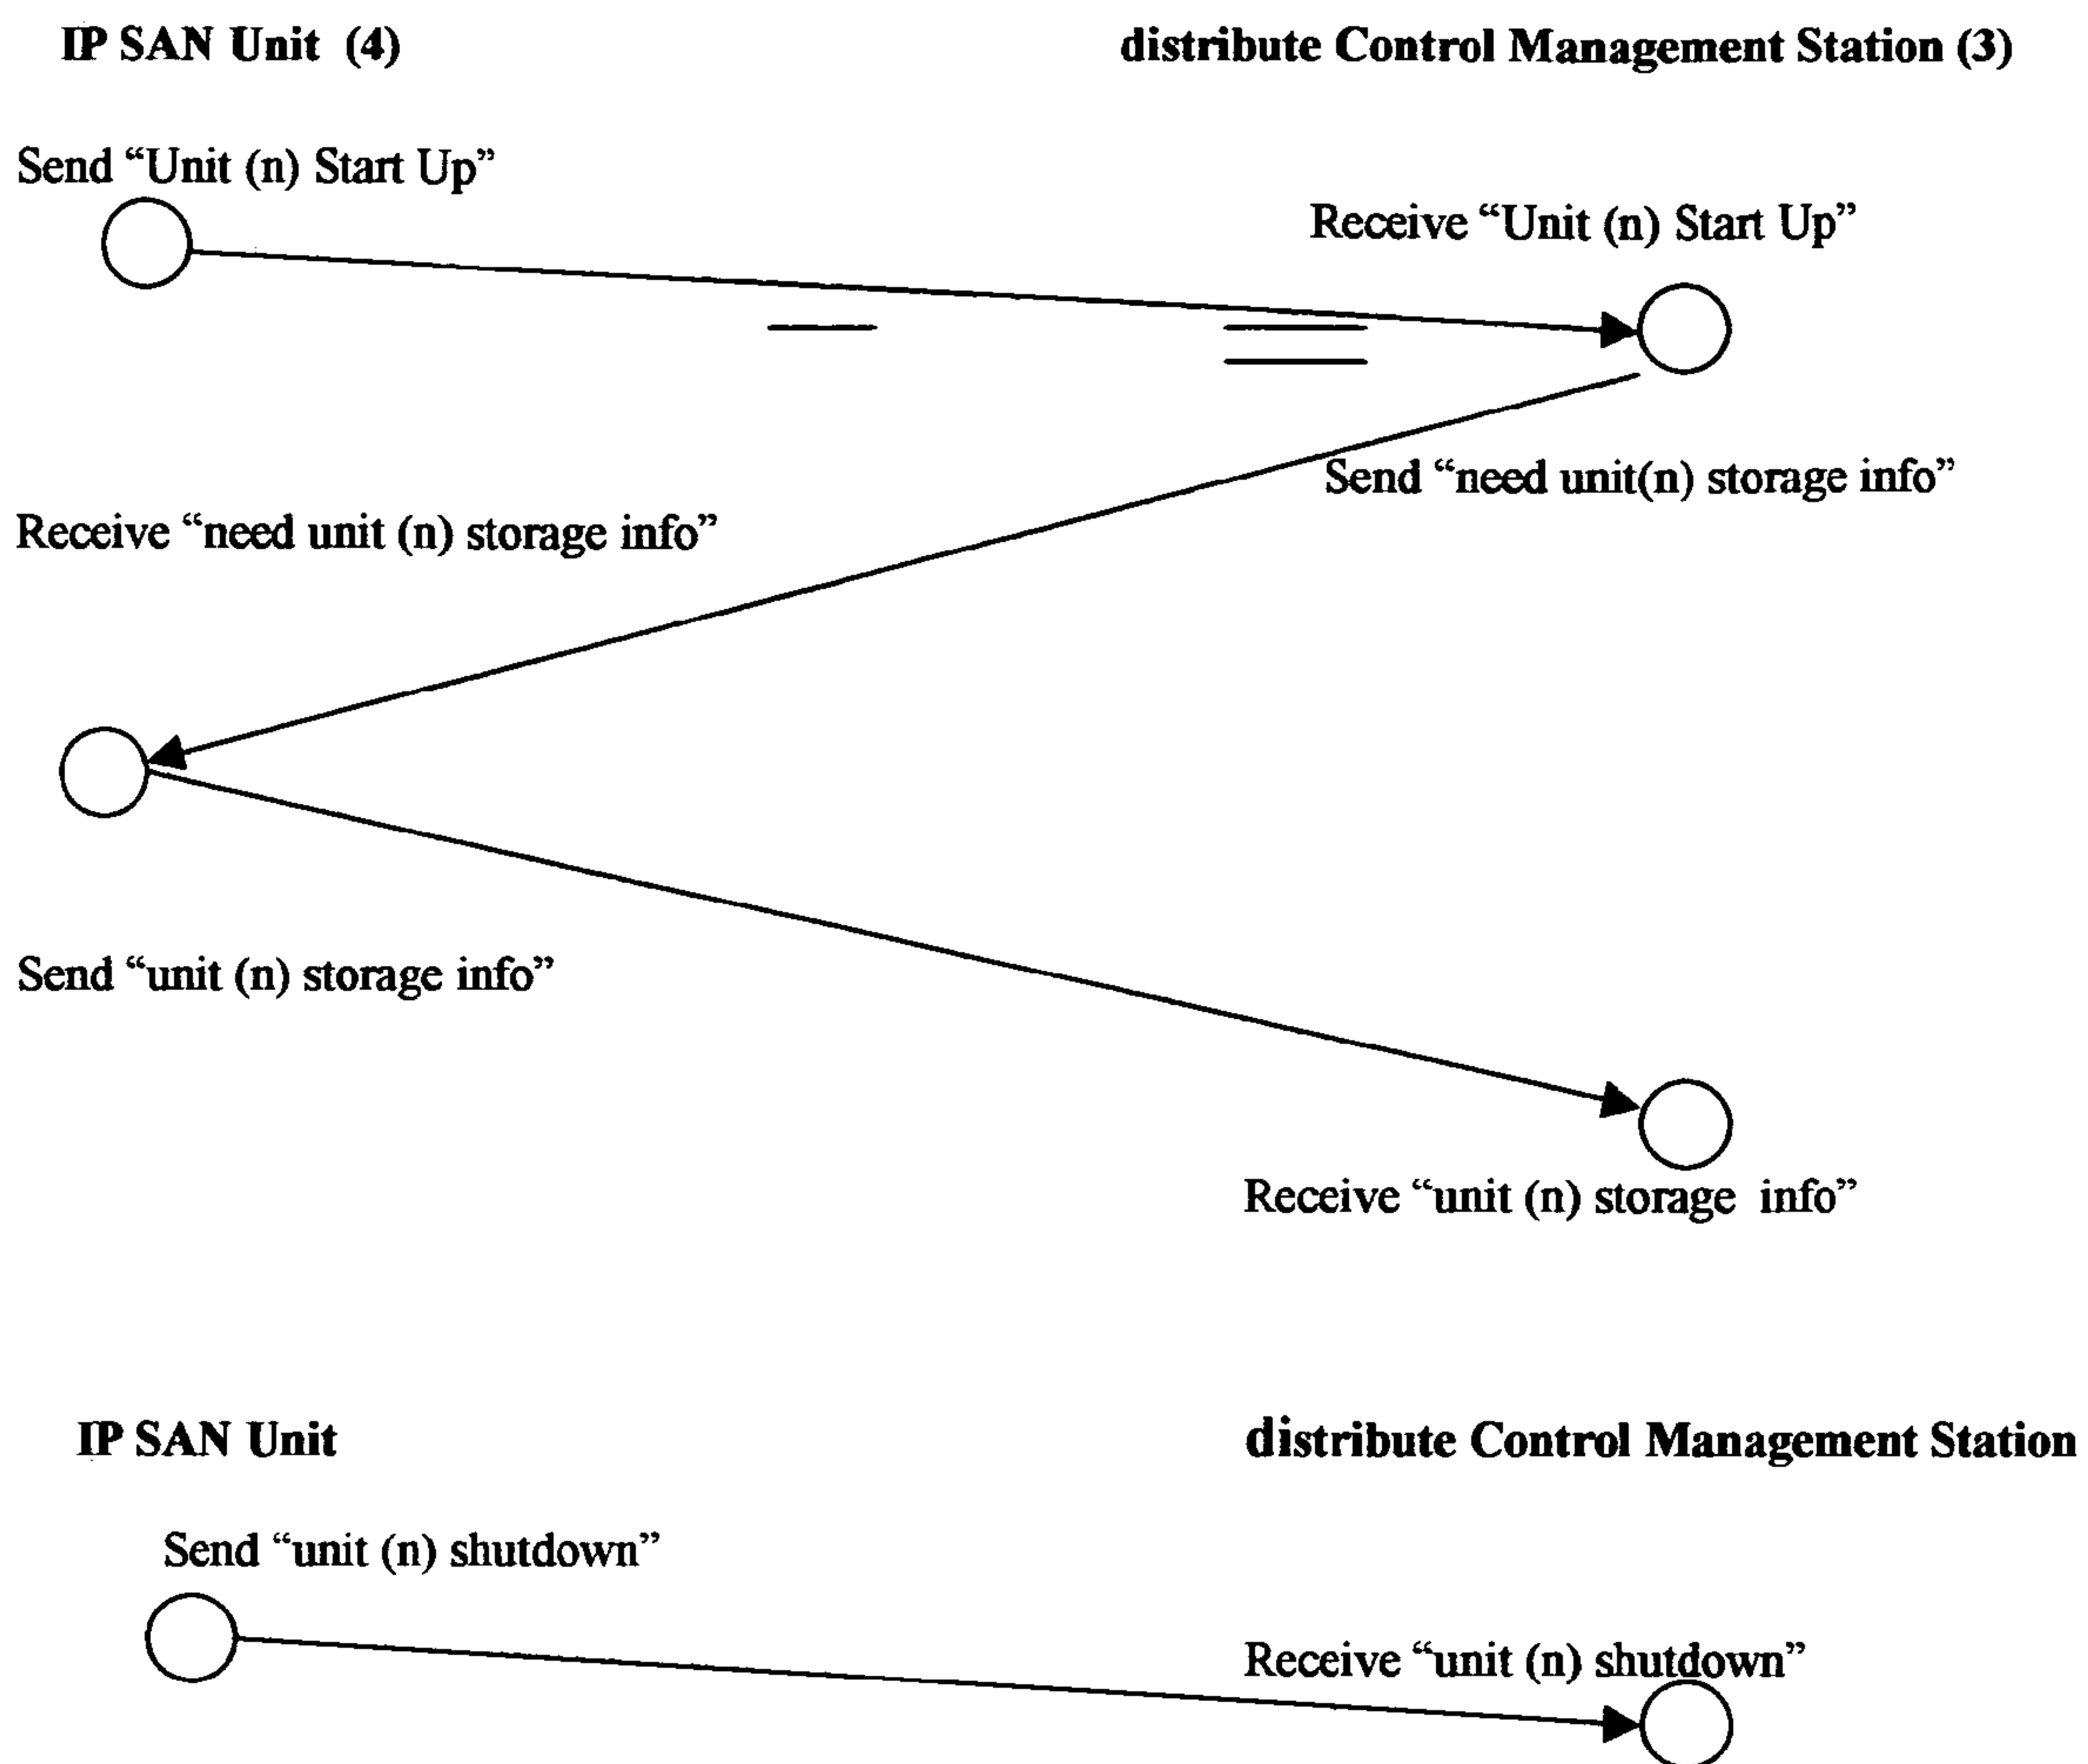 IP SAN Unit (4)
distribute Control Management Station (3)
Send “Unit (n) Start Up”
Receive “Unit (n) Start Up”
Send “need unit(n) storage info”
Receive “need unit (n) storage info”
Send “unit (n) storage info”
Receive “unit (n) storage info”
IP SAN Unit
distribute Control Management Station
Send “unit (n) shutdown”
Receive “unit (n) shutdown”